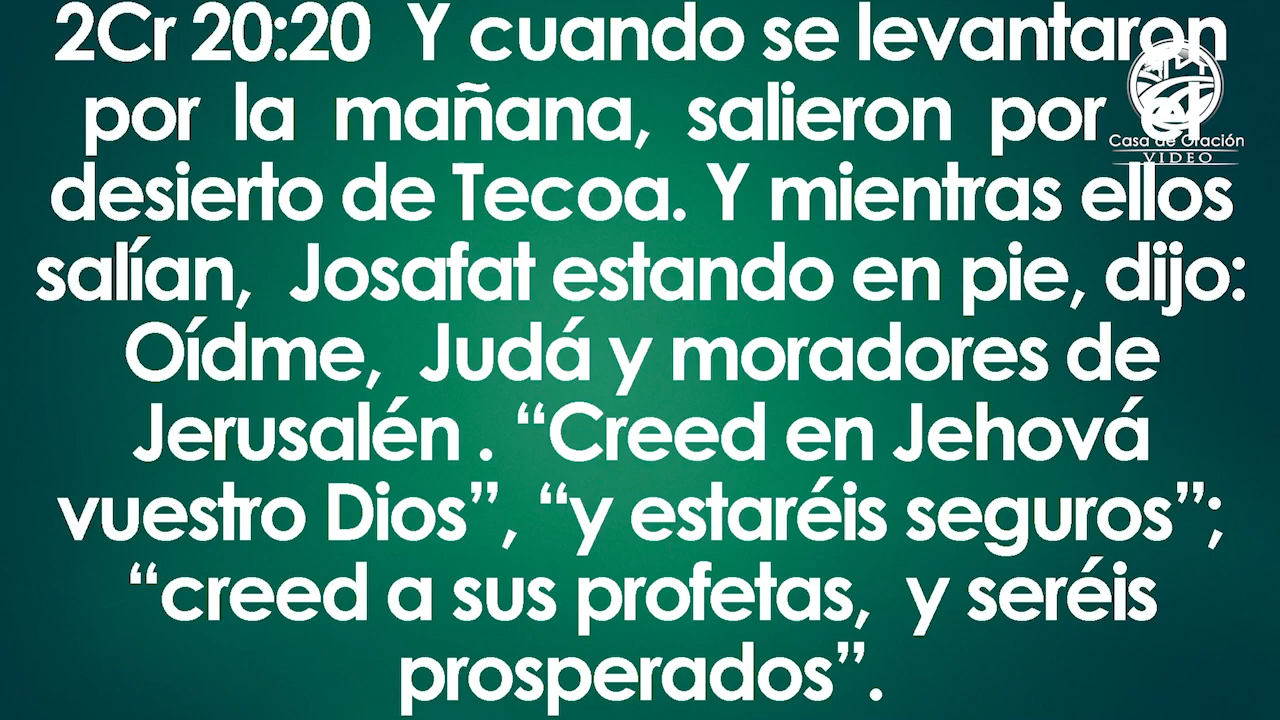 2Cr 20:20 Y cuando se levantaron
por la mañana, salieron por el
desierto de Tecoa. Y mientras ellos
salían, Josafat estando en pie, dijo:
Oídme, Judá y moradores de
Jerusalén . “Creed en Jehová
vuestro Dios”, “y estaréis seguros”;
“creed a sus profetas, y seréis
prosperados”.
Casa de Oración
VIDEO